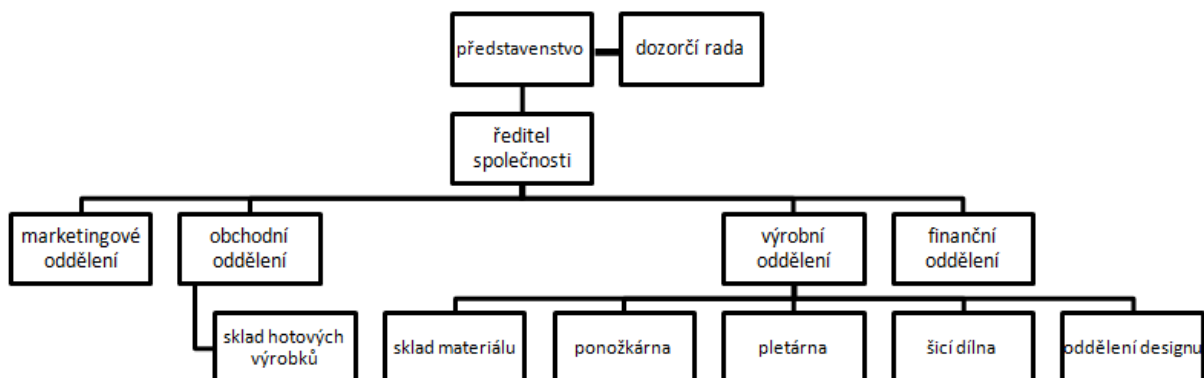 představenstvo
dozorčí rada
ředitel
společnosti
marketingové
oddělení
obchodní
oddělení
výrobní
oddělení
finanční
oddělení
sklad hotových
výrobků
sklad materiálu
ponožkárna
pletárna
šicí dílna
oddělení designu